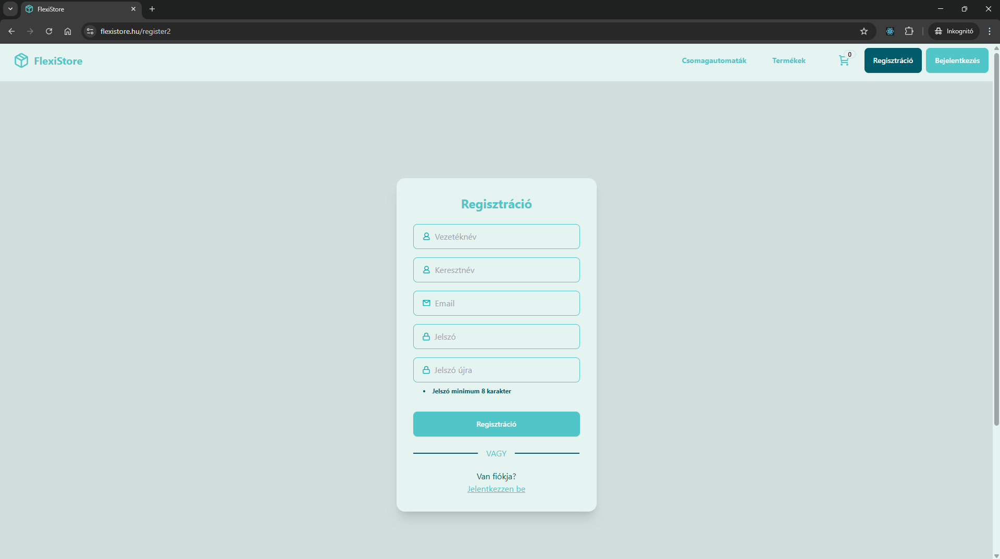 FlexiStore
flexistore.hu/register2
Inkognitó
FlexiStore
Csomagautomaták
Termékek
0
Regisztráció
Bejelentkezés
Regisztráció
Vezetéknév
Keresztnév
Email
Jelszó
Jelszó újra
• Jelszó minimum 8 karakter
Regisztráció
VAGY
Van fiókja?
Jelentkezzen be